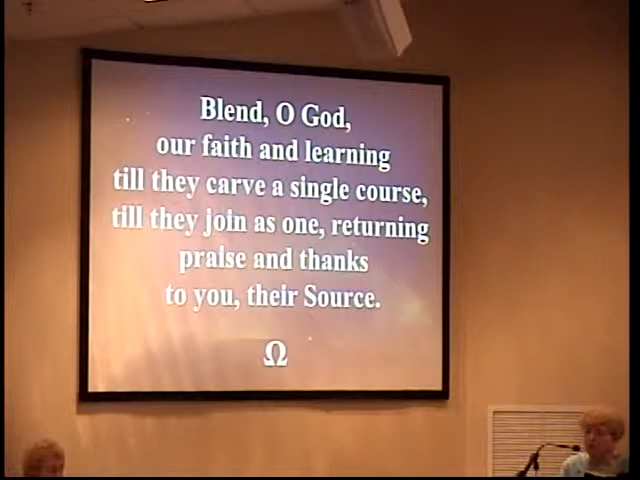 Blend, O God,
our faith and learning
till they carve a single course,
till they join as one, returning
praise and thanks
to you, their Source.
Ω